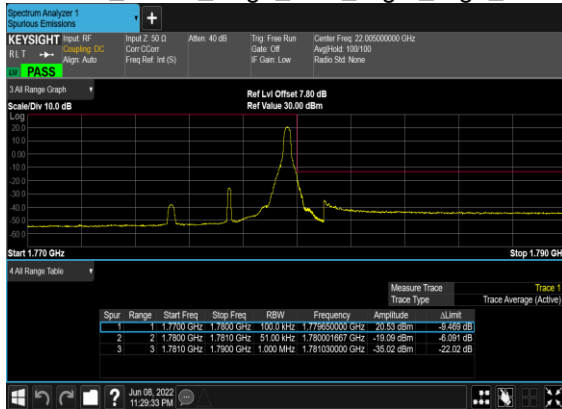 Spectrum Analyzer 1
Spurious Emissions
+
KEYSIGHT
RLT
Input: RF
Coupling: DC
Align: Auto
Input Z: 50 Ω
Corr CCorr
Freq Ref: Int (S)
Atten: 40 dB
Trig: Free Run
Gate: Off
IF Gain: Low
Center Freq: 22.005000000 GHz
Avg|Hold: 100/100
Radio Std: None
PASS
3 All Range Graph
Scale/Div 10.0 dB
Ref Lvl Offset 7.80 dB
Ref Value 30.00 dBm
Log
20.0
10.0
0.00
-10.0
-20.0
-30.0
-40.0
-50.0
-60.0
Start 1.770 GHz
Stop 1.790 GH
4 All Range Table
Measure Trace Trace 1
Trace Type Trace Average (Active)
Spur Range Start Freq Stop Freq RBW Frequency Amplitude ΔLimit
1 1 1.7700 GHz 1.7800 GHz 100.0 kHz 1.779650000 GHz 20.53 dBm -9.469 dB
2 2 1.7800 GHz 1.7810 GHz 51.00 kHz 1.780001667 GHz -19.09 dBm -6.091 dB
3 3 1.7810 GHz 1.7900 GHz 1.000 MHz 1.781030000 GHz -35.02 dBm -22.02 dB
?
Jun 08, 2022
11:29:33 PM